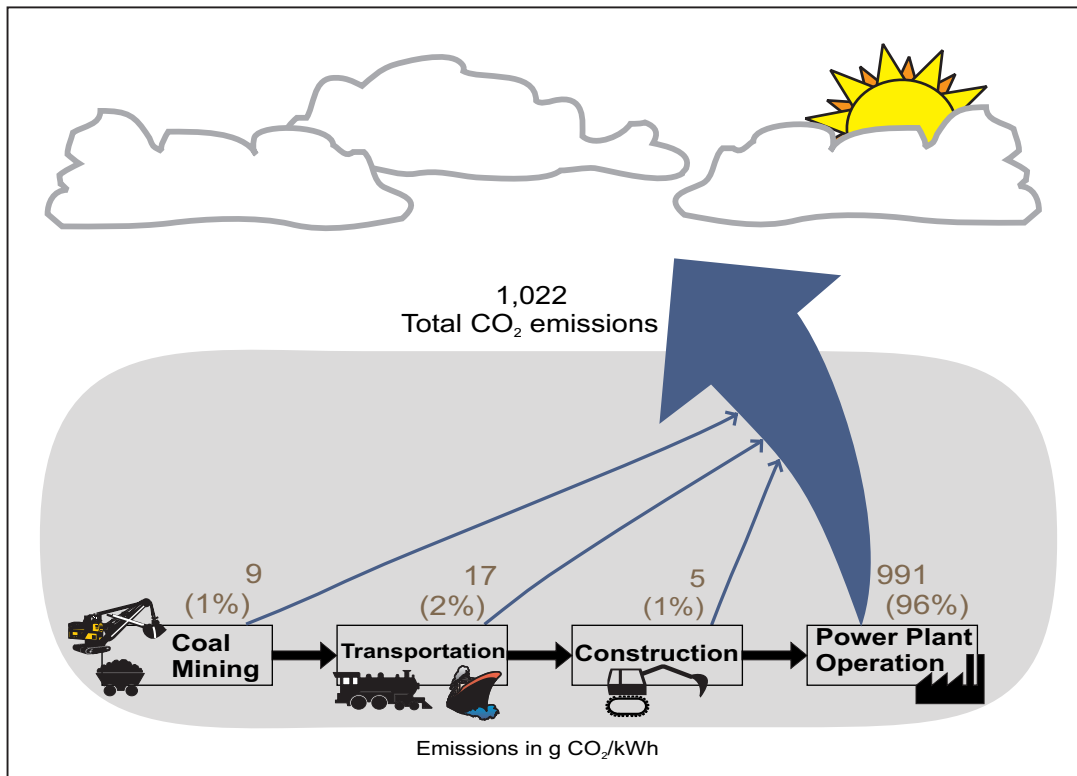 1,022
Total CO₂ emissions
9
(1%)
17
(2%)
5
(1%)
991
(96%)
Coal
Mining
Transportation
Construction
Power Plant
Operation
Emissions in g CO₂/kWh